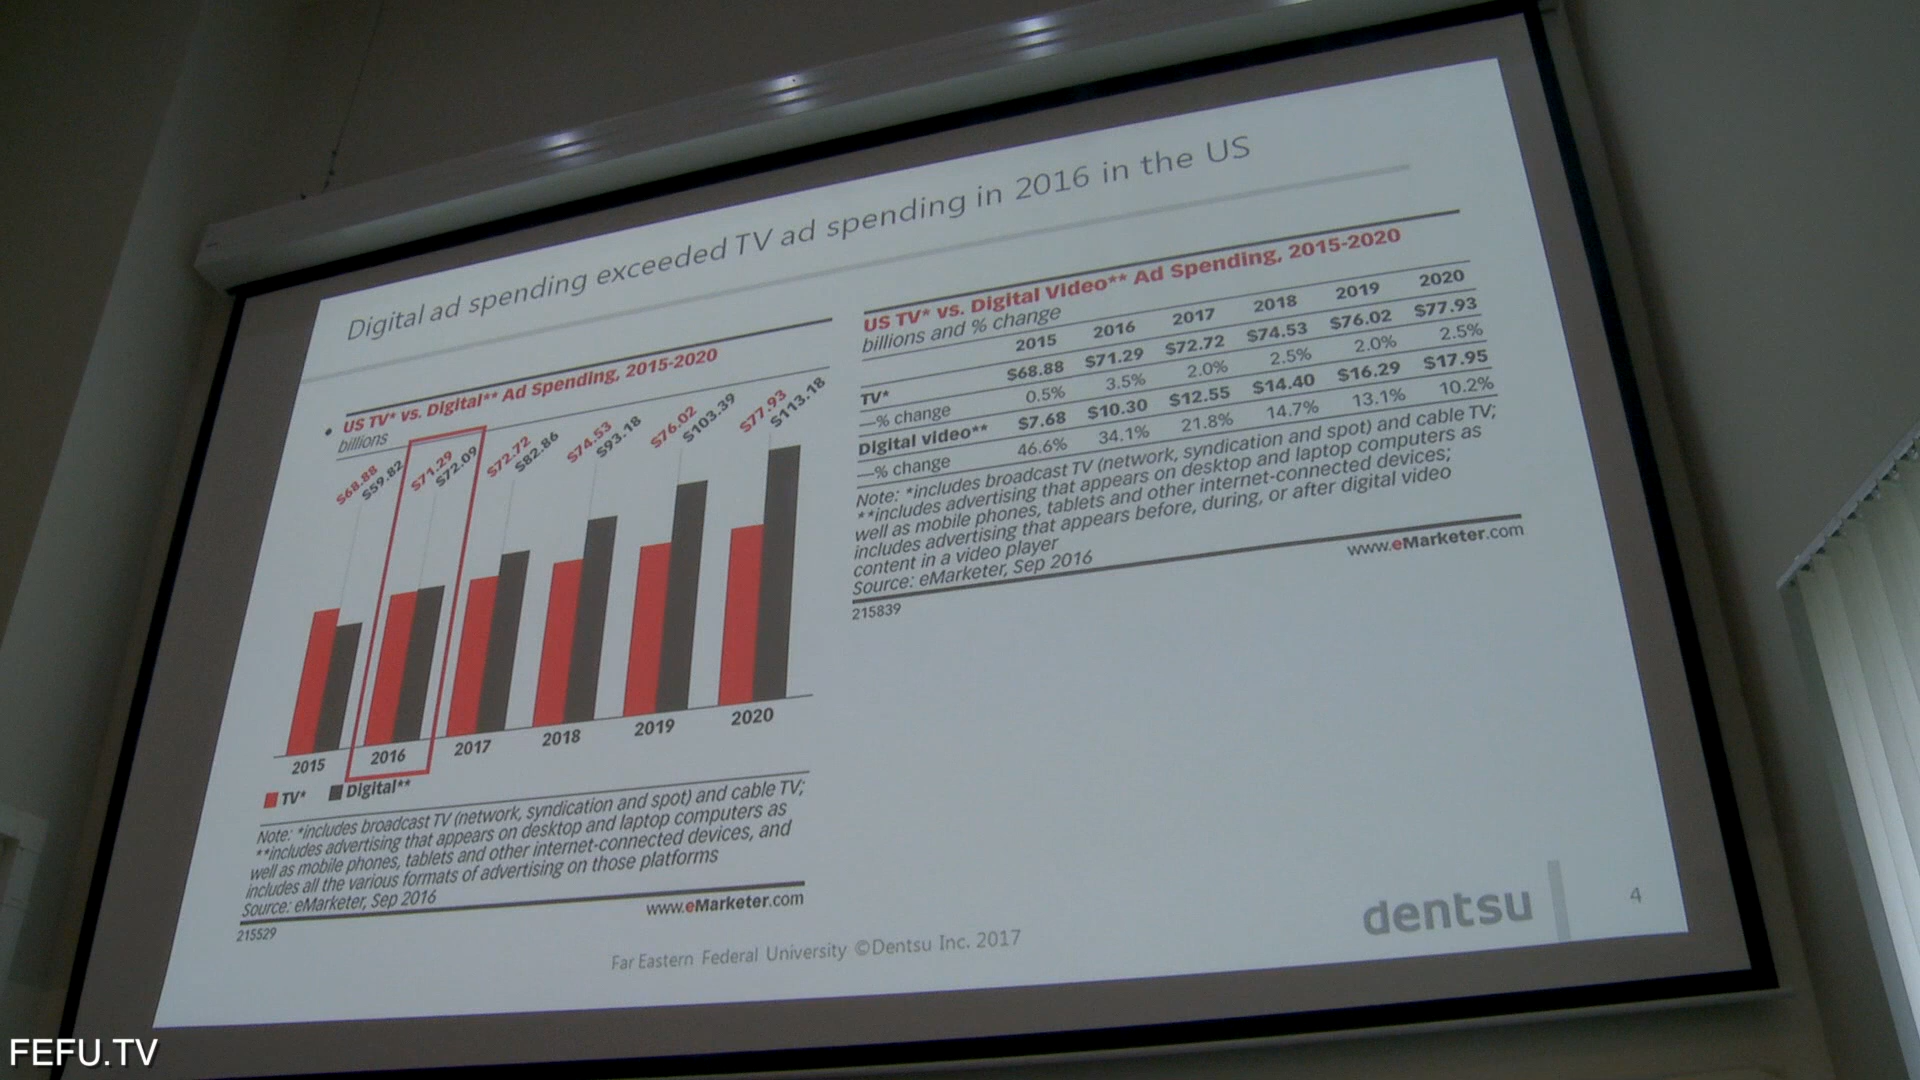 Digital ad spending exceeded TV ad spending in 2016 in the US
• US TV* vs. Digital** Ad Spending, 2015-2020
billions
$68.88 $59.82 $71.29 $72.09 $72.72 $82.86 $74.53 $93.18 $76.02 $103.39 $77.93 $113.18
2015 2016 2017 2018 2019 2020
TV* Digital**
Note: *includes broadcast TV (network, syndication and spot) and cable TV;
**includes advertising that appears on desktop and laptop computers as
well as mobile phones, tablets and other internet-connected devices, and
includes all the various formats of advertising on those platforms
Source: eMarketer, Sep 2016
215529
www.eMarketer.com
US TV* vs. Digital Video** Ad Spending, 2015-2020
billions and % change
2015 2016 2017 2018 2019 2020
TV* $68.88 $71.29 $72.72 $74.53 $76.02 $77.93
—% change 0.5% 3.5% 2.0% 2.5% 2.0% 2.5%
Digital video** $7.68 $10.30 $12.55 $14.40 $16.29 $17.95
—% change 46.6% 34.1% 21.8% 14.7% 13.1% 10.2%
Note: *includes broadcast TV (network, syndication and spot) and cable TV;
**includes advertising that appears on desktop and laptop computers as
well as mobile phones, tablets and other internet-connected devices;
includes advertising that appears before, during, or after digital video
content in a video player
Source: eMarketer, Sep 2016
215839
www.eMarketer.com
Far Eastern Federal University ©Dentsu Inc. 2017
dentsu
4
FEFU.TV